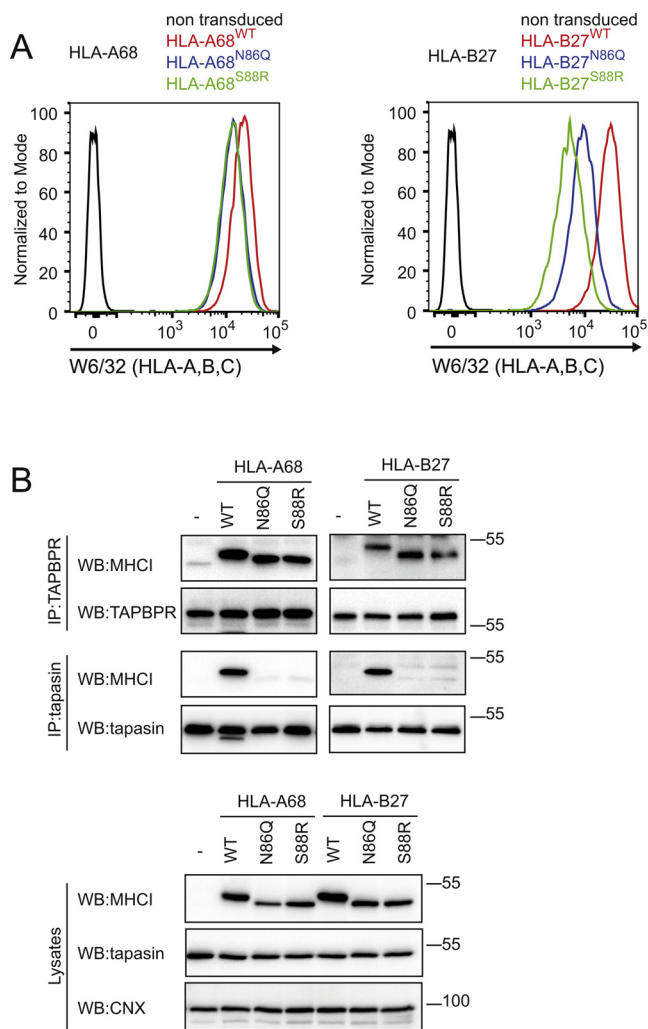 A
HLA-A68
non transduced
HLA-A68WT
HLA-A68N86Q
HLA-A68S88R
Normalized to Mode
100
80
60
40
20
0
0 10³ 10⁴ 10⁵
W6/32 (HLA-A,B,C)
HLA-B27
non transduced
HLA-B27WT
HLA-B27N86Q
HLA-B27S88R
Normalized to Mode
100
80
60
40
20
0
0 10³ 10⁴ 10⁵
W6/32 (HLA-A,B,C)
B
HLA-A68 HLA-B27
- WT N86Q S88R - WT N86Q S88R
IP:TAPBPR
WB:MHCI 55
WB:TAPBPR 55
IP:tapasin
WB:MHCI 55
WB:tapasin 55
HLA-A68 HLA-B27
- WT N86Q S88R WT N86Q S88R
Lysates
WB:MHCI 55
WB:tapasin 55
WB:CNX 100